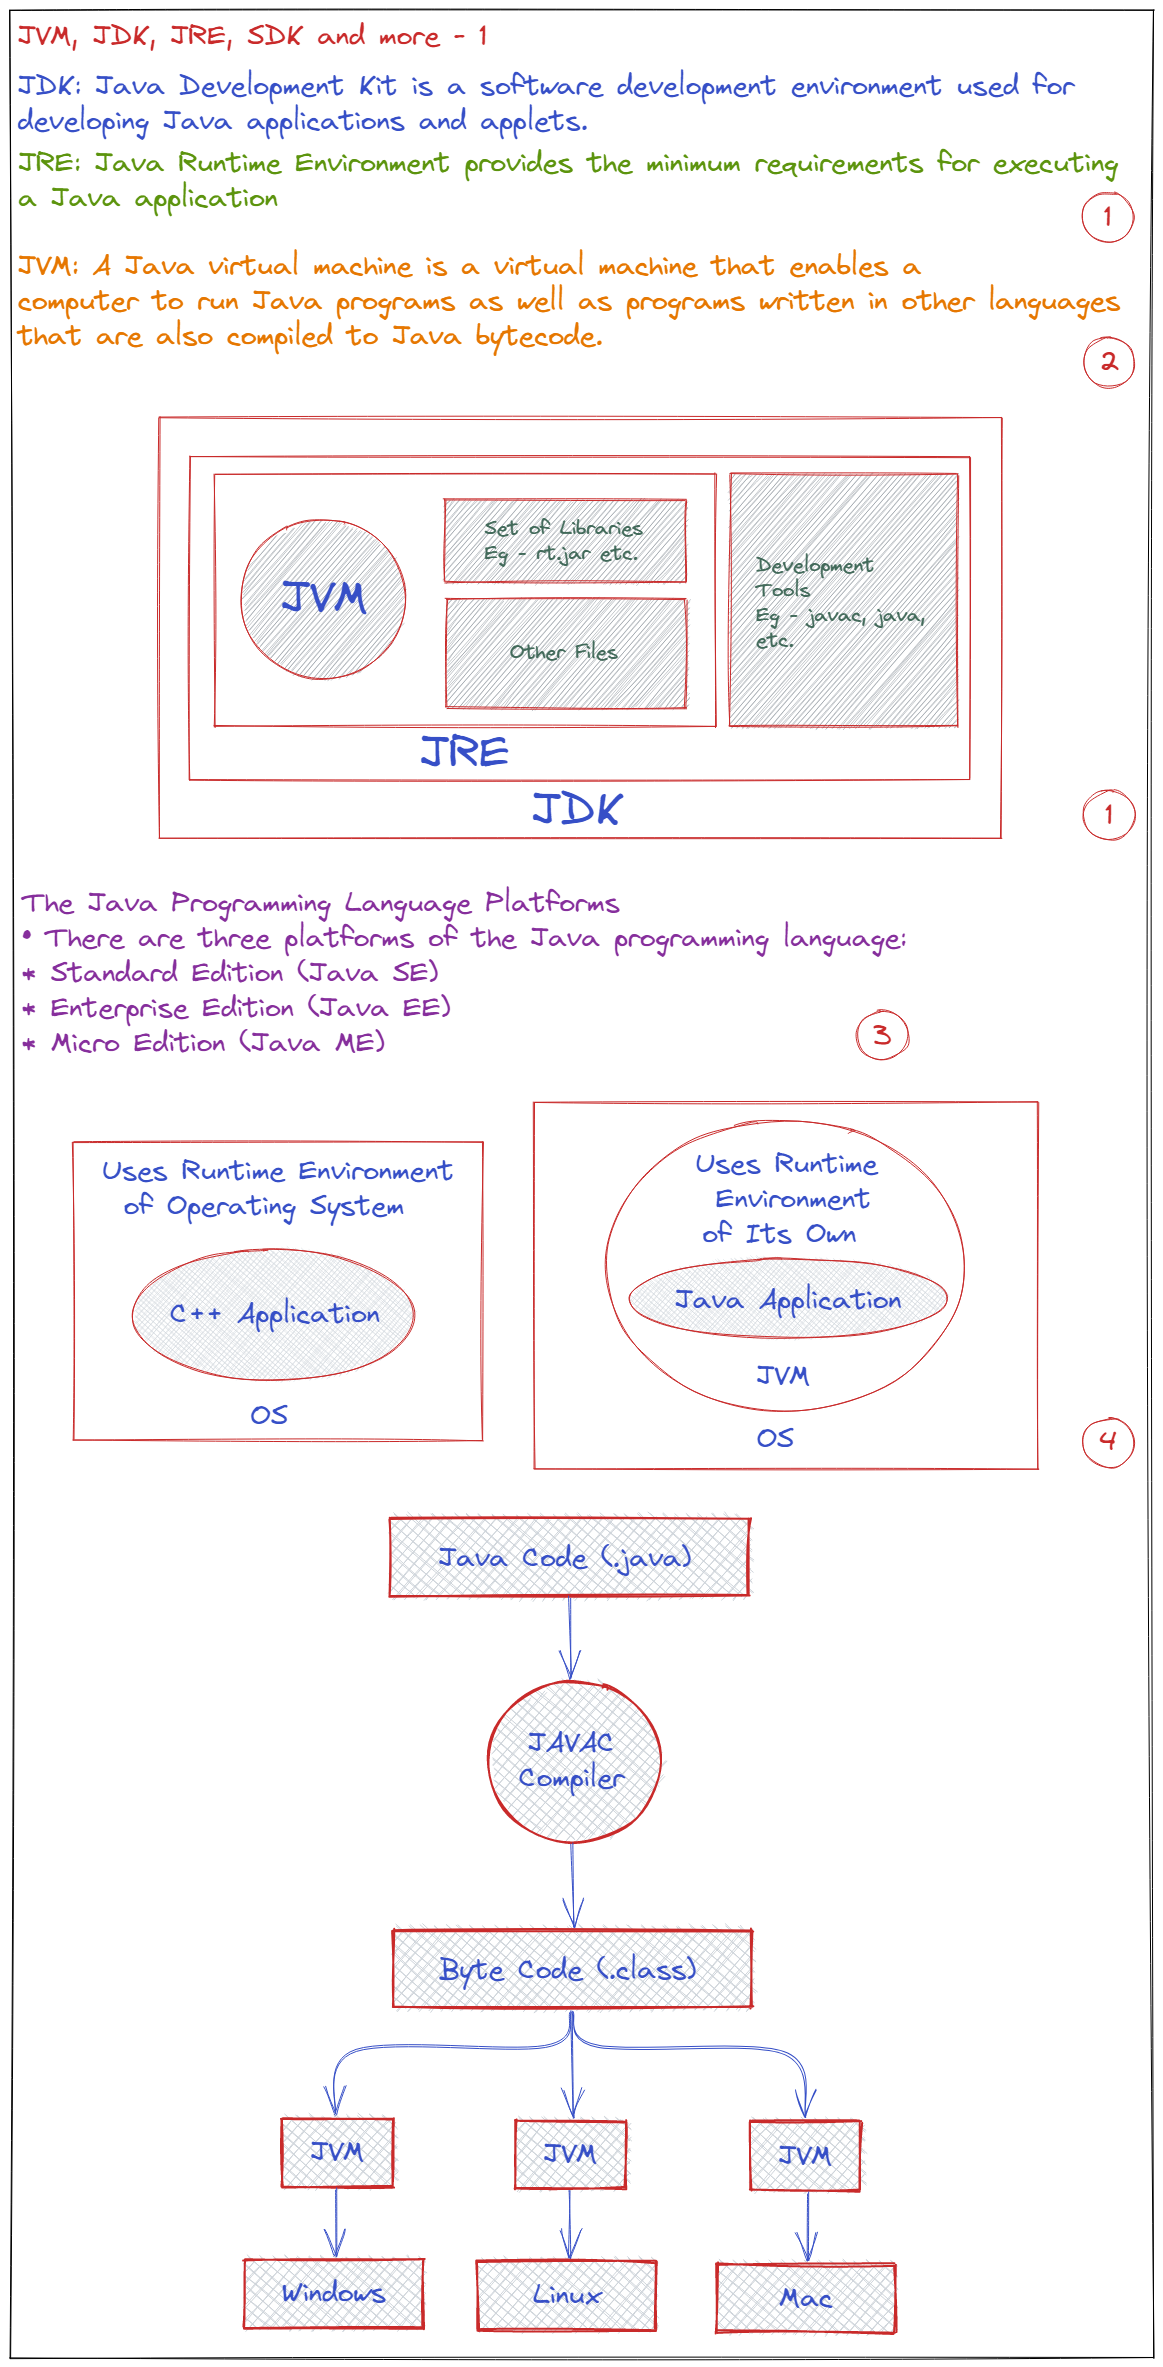 JVM, JDK, JRE, SDK and more - 1
JDK: Java Development Kit is a software development environment used for
developing Java applications and applets.
JRE: Java Runtime Environment provides the minimum requirements for executing
a Java application
1
JVM: A Java virtual machine is a virtual machine that enables a
computer to run Java programs as well as programs written in other languages
that are also compiled to Java bytecode.
2
JVM
Set of Libraries
Eg - rt.jar etc.
Other Files
Development
Tools
Eg - javac, java,
etc.
JRE
JDK
1
The Java Programming Language Platforms
• There are three platforms of the Java programming language:
* Standard Edition (Java SE)
* Enterprise Edition (Java EE)
* Micro Edition (Java ME)
3
Uses Runtime Environment
of Operating System
C++ Application
OS
Uses Runtime
Environment
of Its Own
Java Application
JVM
OS
4
Java Code (.java)
JAVAC
Compiler
Byte Code (.class)
JVM
JVM
JVM
Windows
Linux
Mac